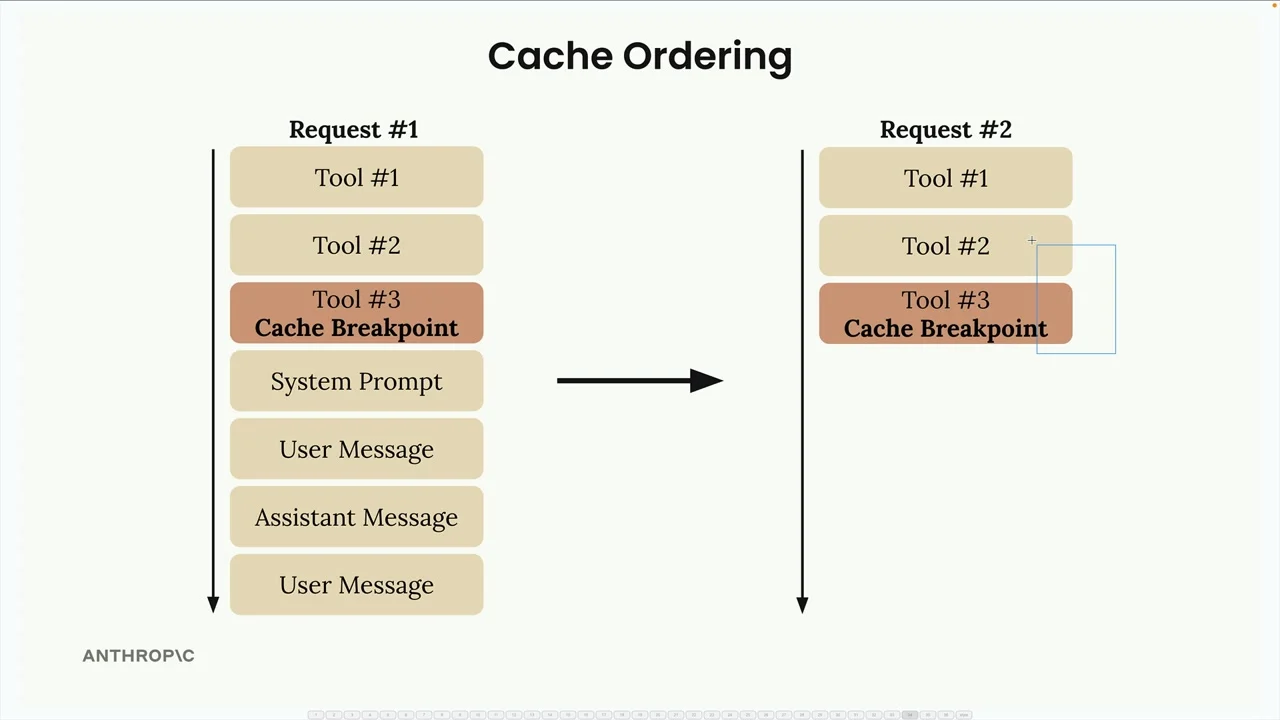 Cache Ordering
Request #1
Tool #1
Tool #2
Tool #3
Cache Breakpoint
System Prompt
User Message
Assistant Message
User Message
Request #2
Tool #1
Tool #2
Tool #3
Cache Breakpoint
ANTHROP\C